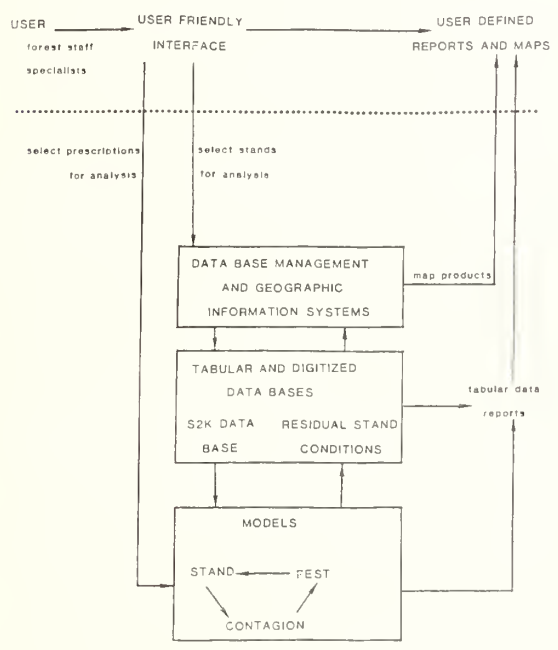 USER
USER FRIENDLY
INTERFACE
USER DEFINED
REPORTS AND MAPS
forest staff
specialists
select prescriptions
for analysis
select stands
for analysis
DATA BASE MANAGEMENT
AND GEOGRAPHIC
INFORMATION SYSTEMS
map products
TABULAR AND DIGITIZED
DATA BASES
S2K DATA
BASE
RESIDUAL STAND
CONDITIONS
tabular data
reports
MODELS
STAND
PEST
CONTAGION